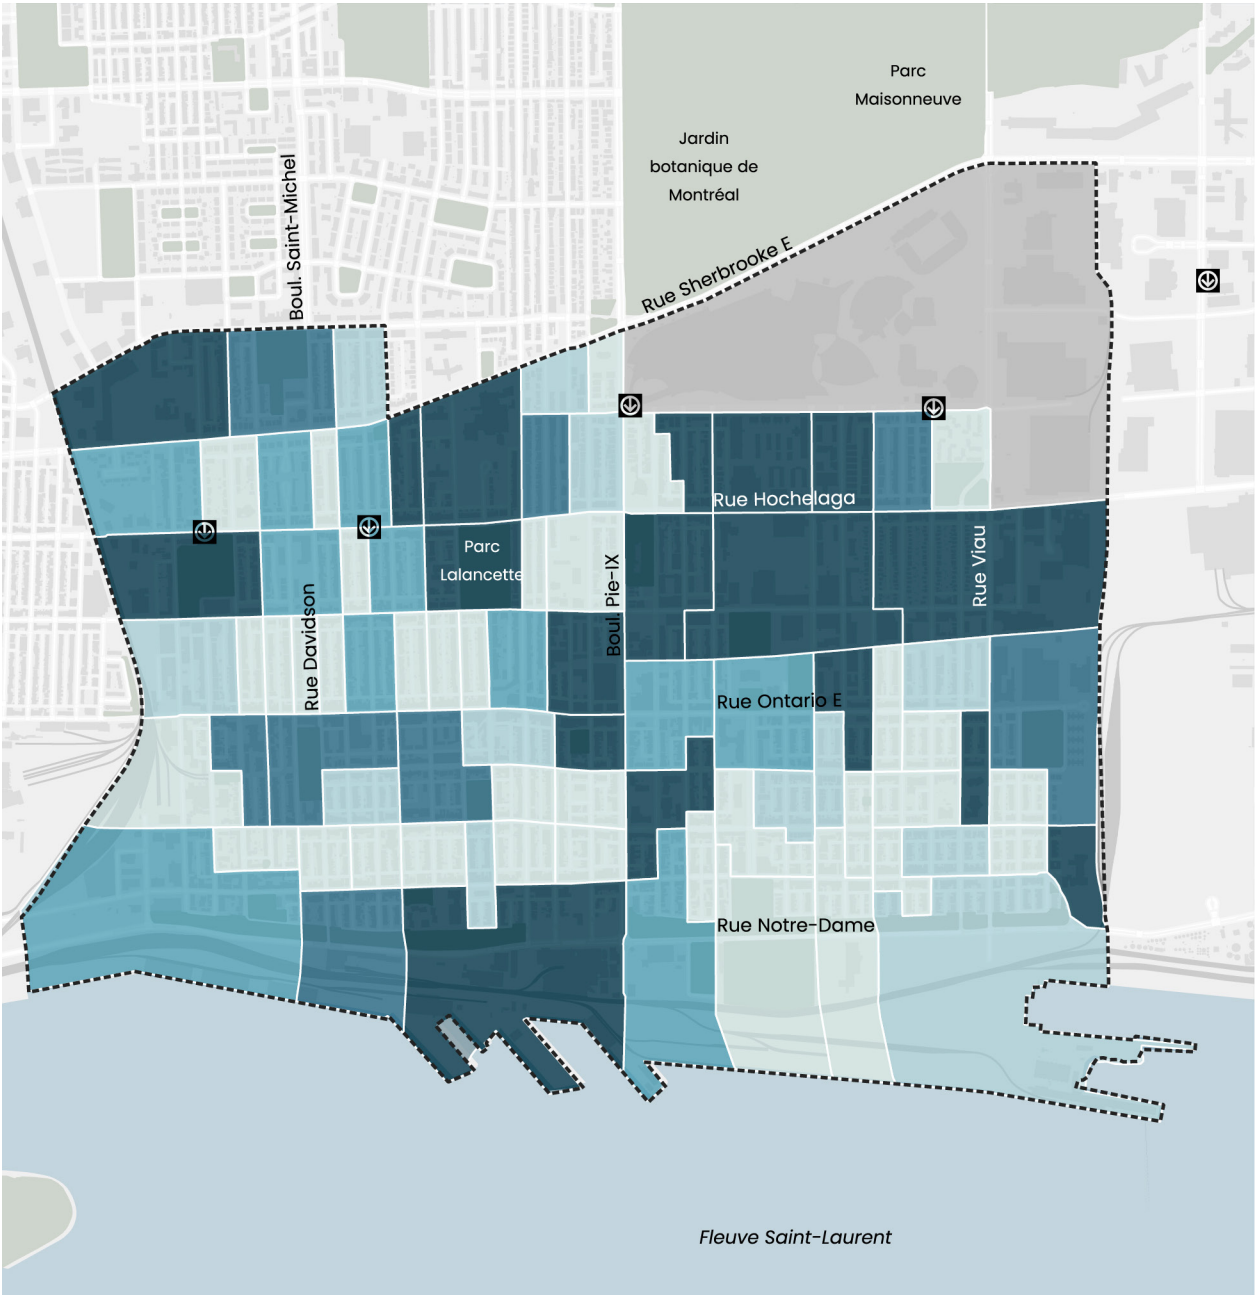 Parc
Maisonneuve
Jardin
botanique de
Montréal
Boul. Saint-Michel
Rue Sherbrooke E
Rue Hochelaga
Parc
Lalancette
Rue Viau
Boul. Pie-IX
Rue Davidson
Rue Ontario E
Rue Notre-Dame
Fleuve Saint-Laurent